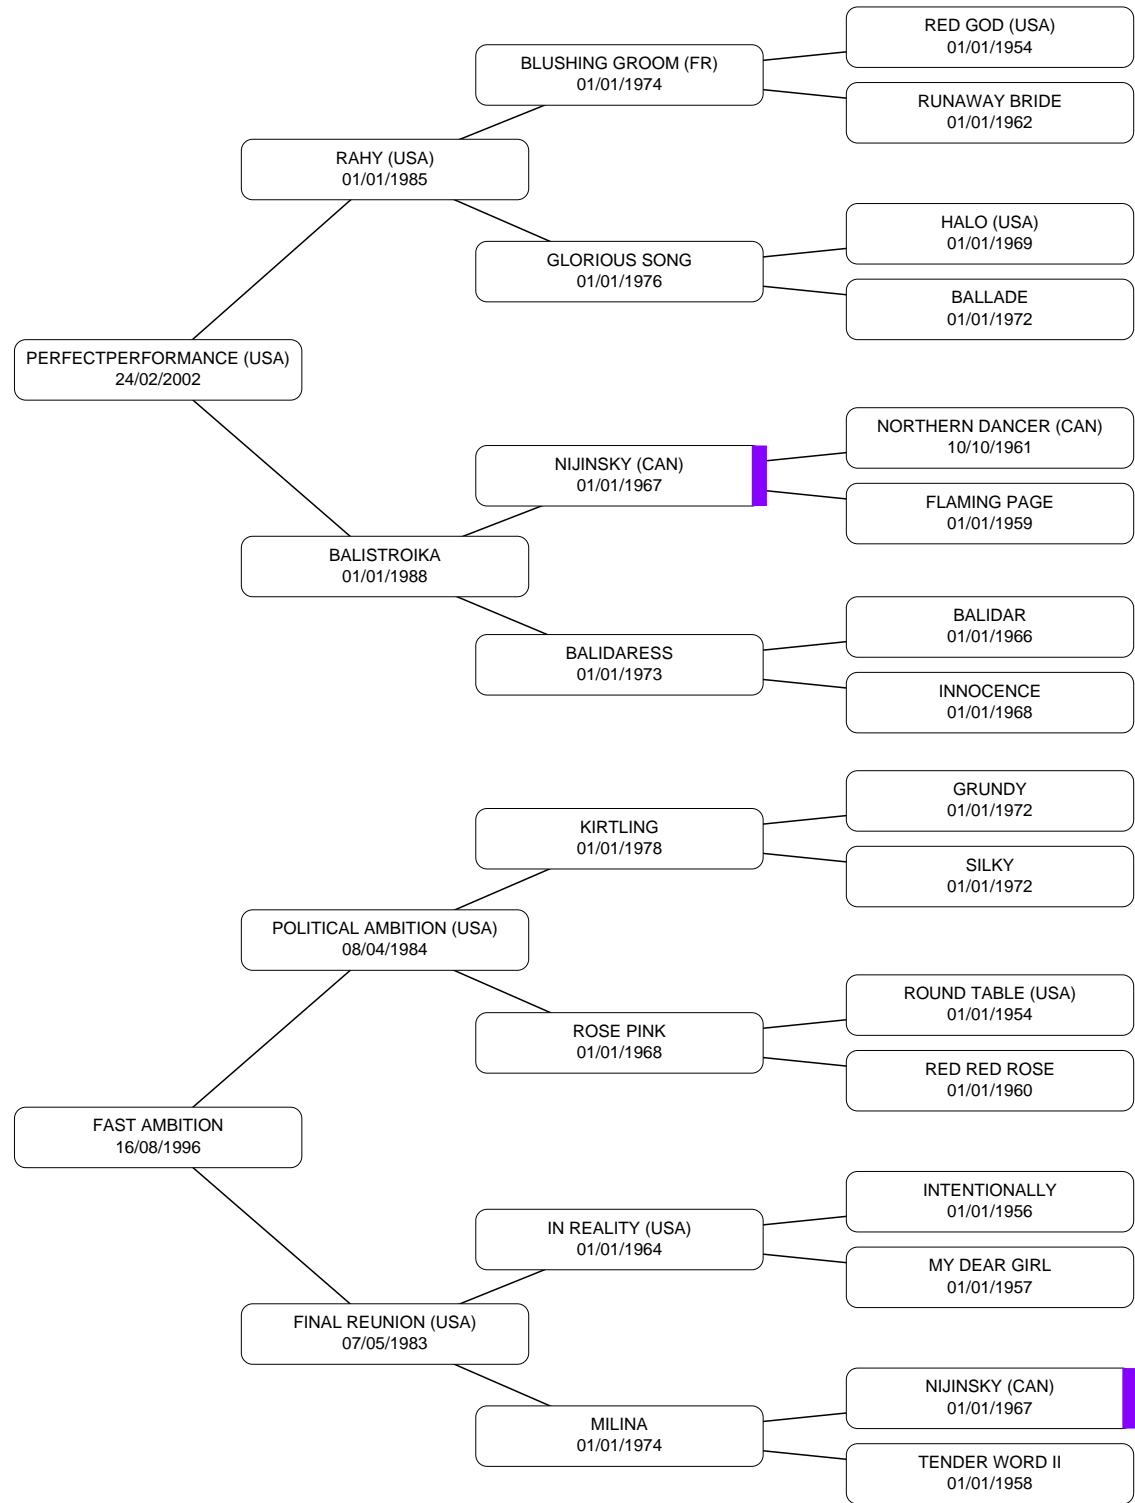 RED GOD (USA)
01/01/1954
BLUSHING GROOM (FR)
01/01/1974
RUNAWAY BRIDE
01/01/1962
RAHY (USA)
01/01/1985
HALO (USA)
01/01/1969
GLORIOUS SONG
01/01/1976
BALLADE
01/01/1972
PERFECTPERFORMANCE (USA)
24/02/2002
NORTHERN DANCER (CAN)
10/10/1961
NIJINSKY (CAN)
01/01/1967
FLAMING PAGE
01/01/1959
BALISTROIKA
01/01/1988
BALIDAR
01/01/1966
BALIDARESS
01/01/1973
INNOCENCE
01/01/1968
GRUNDY
01/01/1972
KIRTLING
01/01/1978
SILKY
01/01/1972
POLITICAL AMBITION (USA)
08/04/1984
ROUND TABLE (USA)
01/01/1954
ROSE PINK
01/01/1968
RED RED ROSE
01/01/1960
FAST AMBITION
16/08/1996
INTENTIONALLY
01/01/1956
IN REALITY (USA)
01/01/1964
MY DEAR GIRL
01/01/1957
FINAL REUNION (USA)
07/05/1983
NIJINSKY (CAN)
01/01/1967
MILINA
01/01/1974
TENDER WORD II
01/01/1958